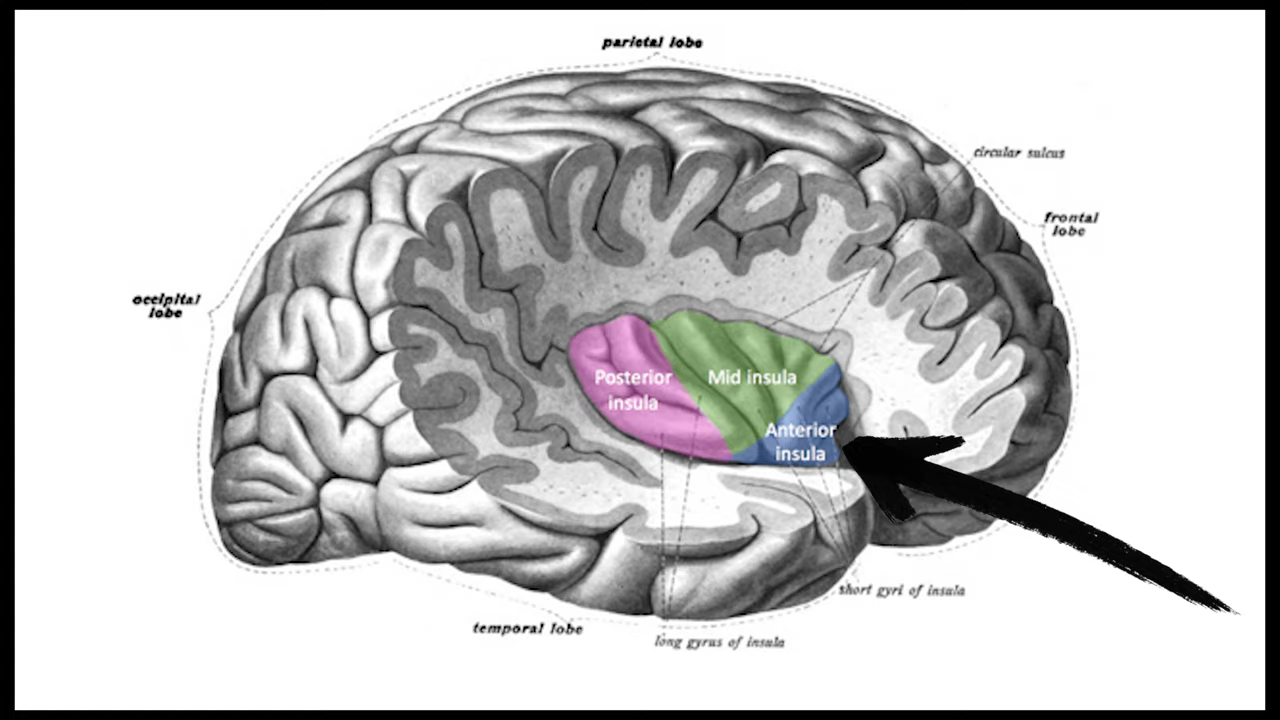 parietal lobe
circular sulcus
frontal
lobe
occipital
lobe
Posterior
insula
Mid insula
Anterior
insula
short gyri of insula
temporal lobe
long gyrus of insula